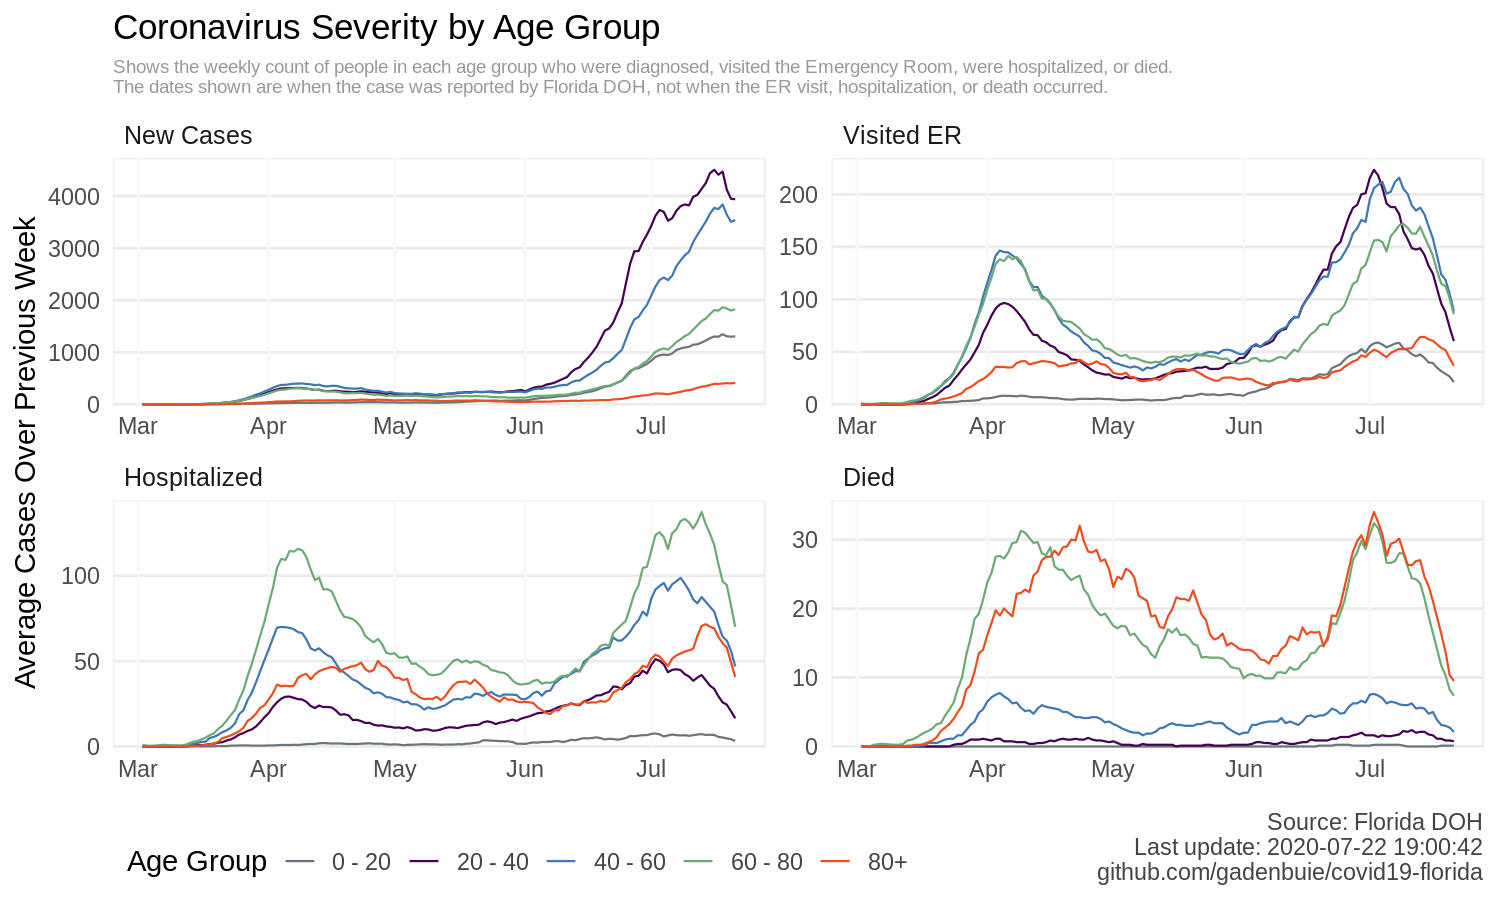 Coronavirus Severity by Age Group
Shows the weekly count of people in each age group who were diagnosed, visited the Emergency Room, were hospitalized, or died.
The dates shown are when the case was reported by Florida DOH, not when the ER visit, hospitalization, or death occurred.
Average Cases Over Previous Week
New Cases
4000
3000
2000
1000
0
Mar Apr May Jun Jul
Visited ER
200
150
100
50
0
Mar Apr May Jun Jul
Hospitalized
100
50
0
Mar Apr May Jun Jul
Died
30
20
10
0
Mar Apr May Jun Jul
Age Group 0 - 20 20 - 40 40 - 60 60 - 80 80+
Source: Florida DOH
Last update: 2020-07-22 19:00:42
github.com/gadenbuie/covid19-florida